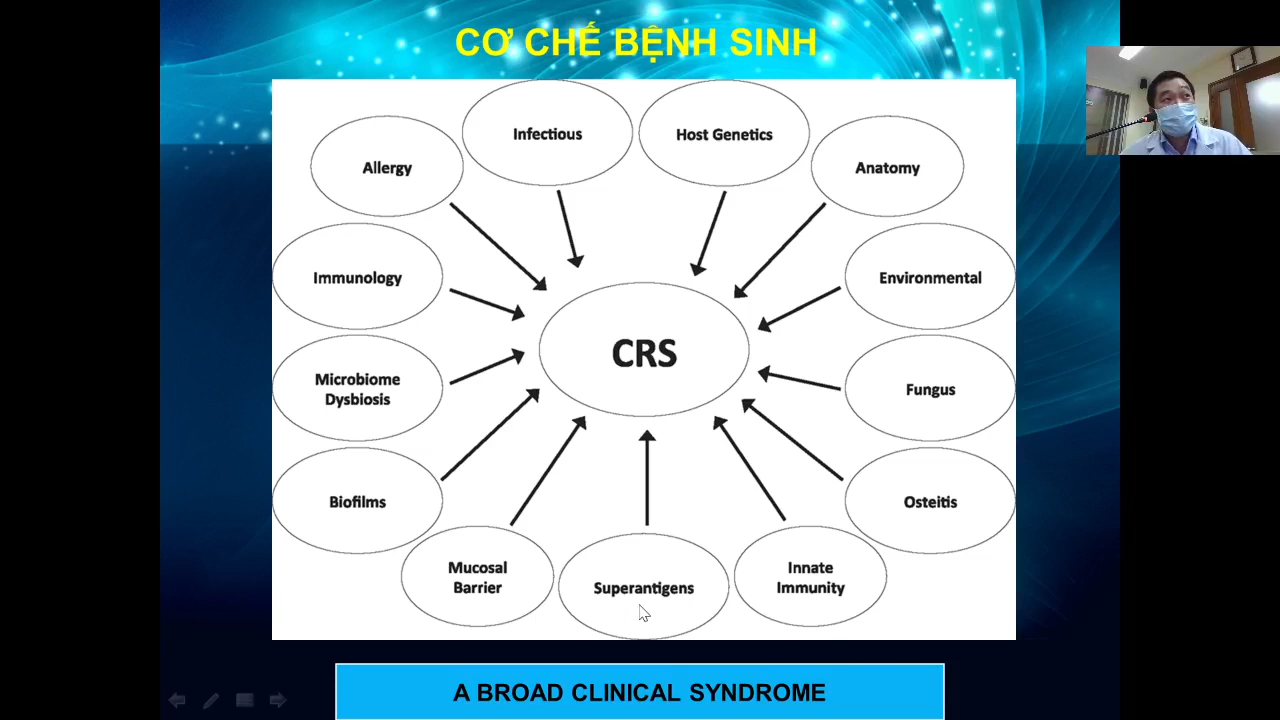 CƠ CHẾ BỆNH SINH
Infectious
Host Genetics
Allergy
Anatomy
Immunology
Environmental
CRS
Microbiome
Dysbiosis
Fungus
Biofilms
Osteitis
Mucosal
Barrier
Superantigens
Innate
Immunity
A BROAD CLINICAL SYNDROME